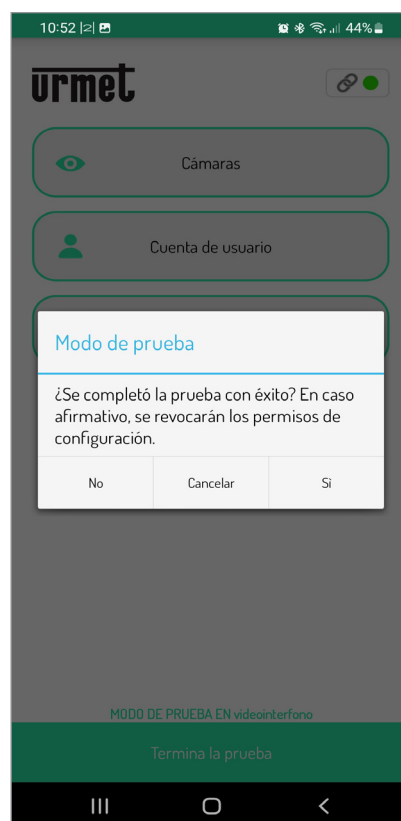 10:52
44%
urmet
Cámaras
Cuenta de usuario
Modo de prueba
¿Se completó la prueba con éxito? En caso
afirmativo, se revocarán los permisos de
configuración.
No
Cancelar
Si
MODO DE PRUEBA EN videointerfono
Termina la prueba